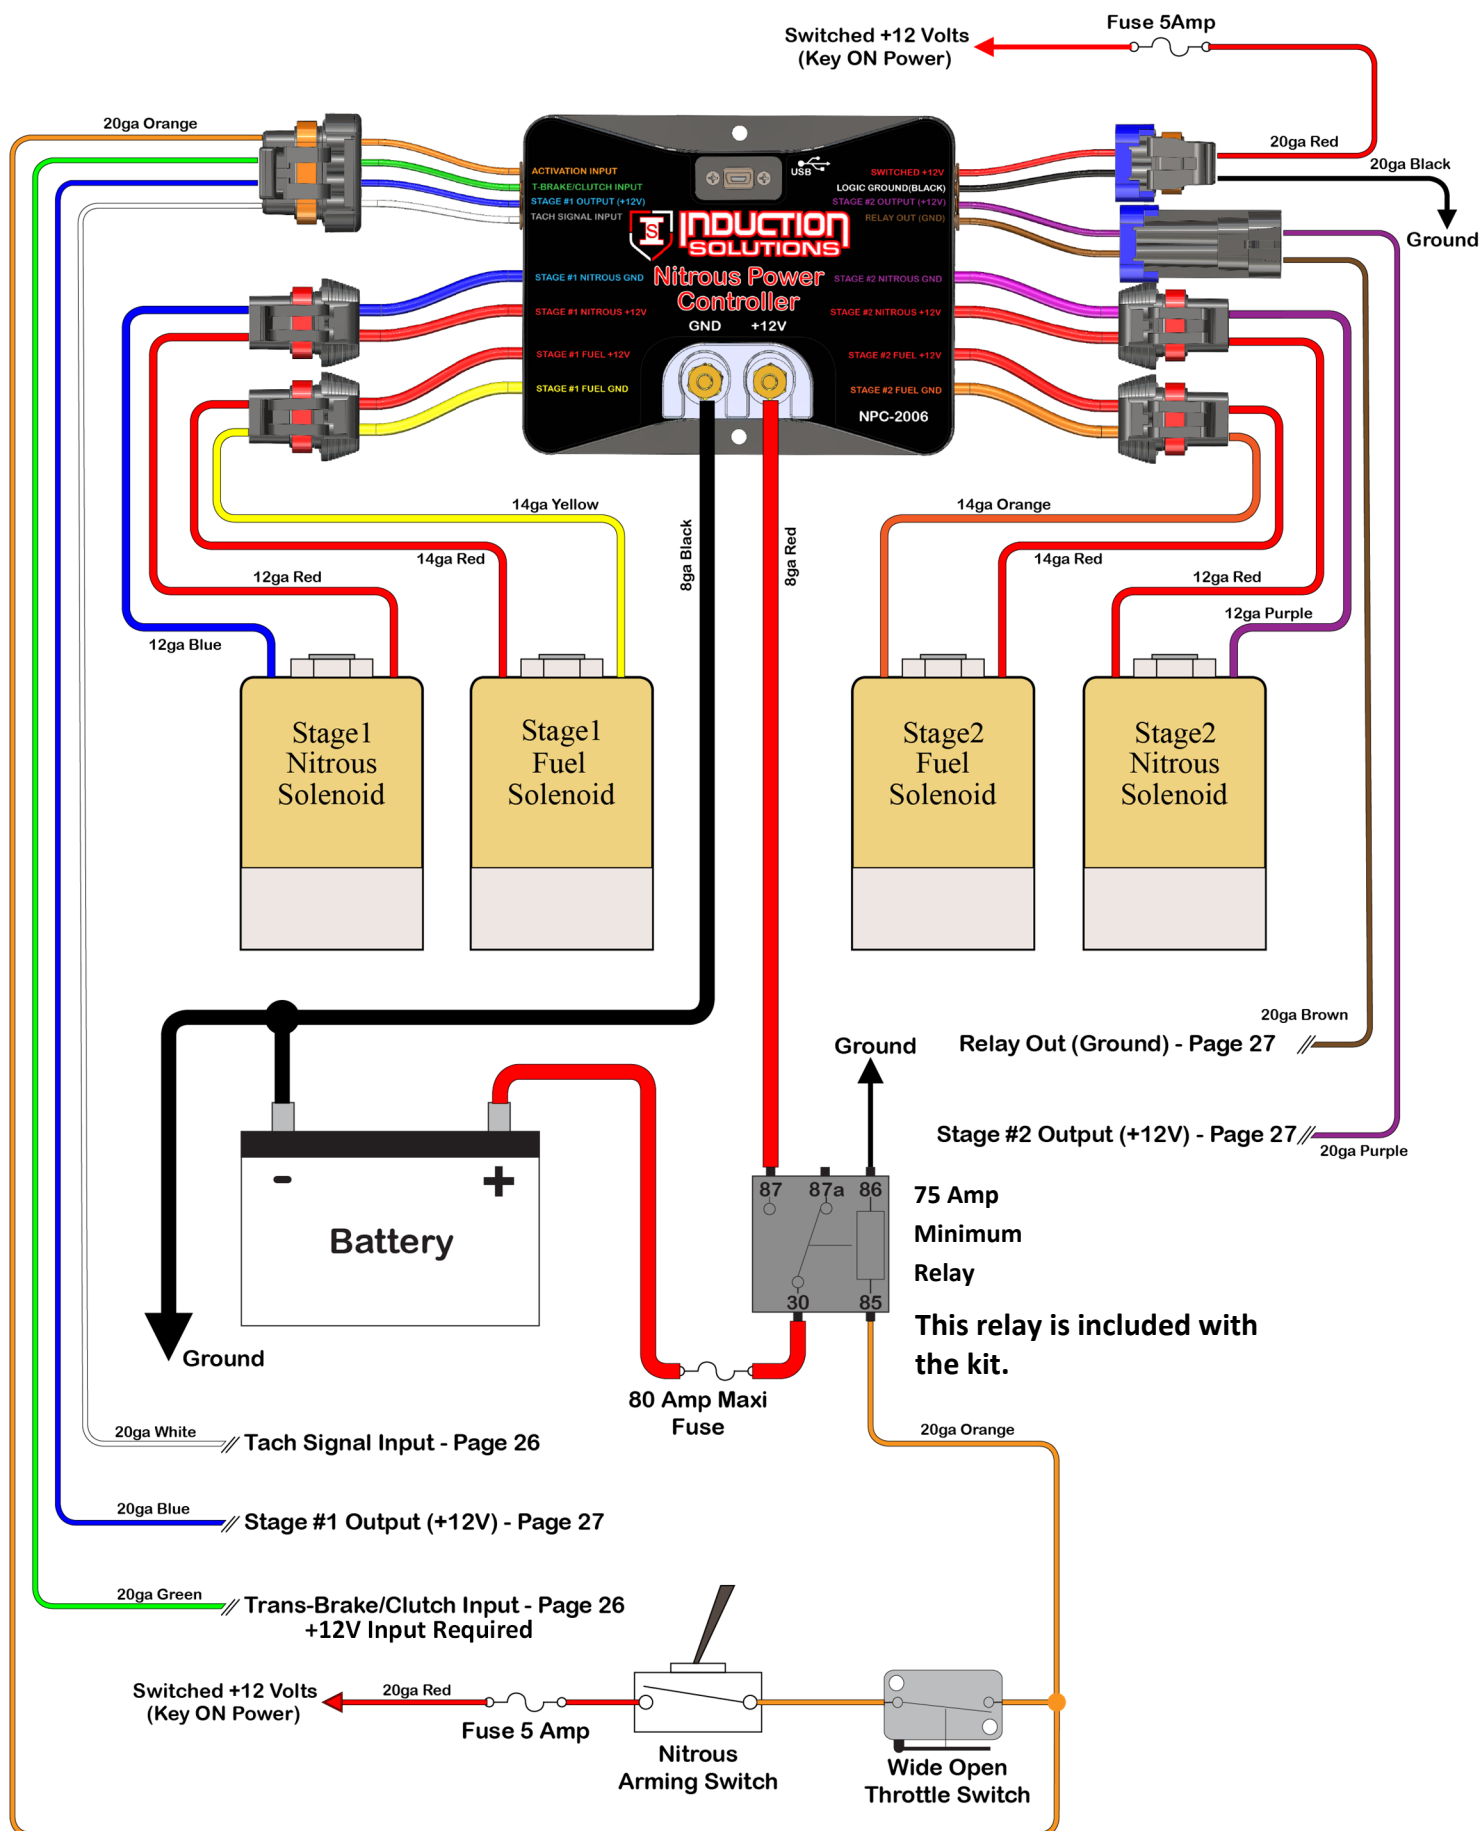 Fuse 5Amp
Switched +12 Volts
(Key ON Power)
20ga Orange
20ga Red
20ga Black
Ground
USB
ACTIVATION INPUT
T-BRAKE/CLUTCH INPUT
STAGE #1 OUTPUT (+12V)
TACH SIGNAL INPUT
SWITCHED +12V
LOGIC GROUND(BLACK)
STAGE #2 OUTPUT (+12V)
RELAY OUT (GND)
IS
INDUCTION
SOLUTIONS
Nitrous Power
Controller
STAGE #1 NITROUS GND
STAGE #1 NITROUS +12V
STAGE #1 FUEL +12V
STAGE #1 FUEL GND
STAGE #2 NITROUS GND
STAGE #2 NITROUS +12V
STAGE #2 FUEL +12V
STAGE #2 FUEL GND
GND +12V
NPC-2006
14ga Yellow
14ga Red
12ga Red
12ga Blue
8ga Black
8ga Red
14ga Orange
14ga Red
12ga Red
12ga Purple
Stage1
Nitrous
Solenoid
Stage1
Fuel
Solenoid
Stage2
Fuel
Solenoid
Stage2
Nitrous
Solenoid
20ga Brown
Relay Out (Ground) - Page 27
Ground
Stage #2 Output (+12V) - Page 27
20ga Purple
- +
Battery
Ground
87 87a 86
30 85
75 Amp
Minimum
Relay
This relay is included with
the kit.
80 Amp Maxi
Fuse
20ga Orange
20ga White
Tach Signal Input - Page 26
20ga Blue
Stage #1 Output (+12V) - Page 27
20ga Green
Trans-Brake/Clutch Input - Page 26
+12V Input Required
Switched +12 Volts
(Key ON Power)
20ga Red
Fuse 5 Amp
Nitrous
Arming Switch
Wide Open
Throttle Switch